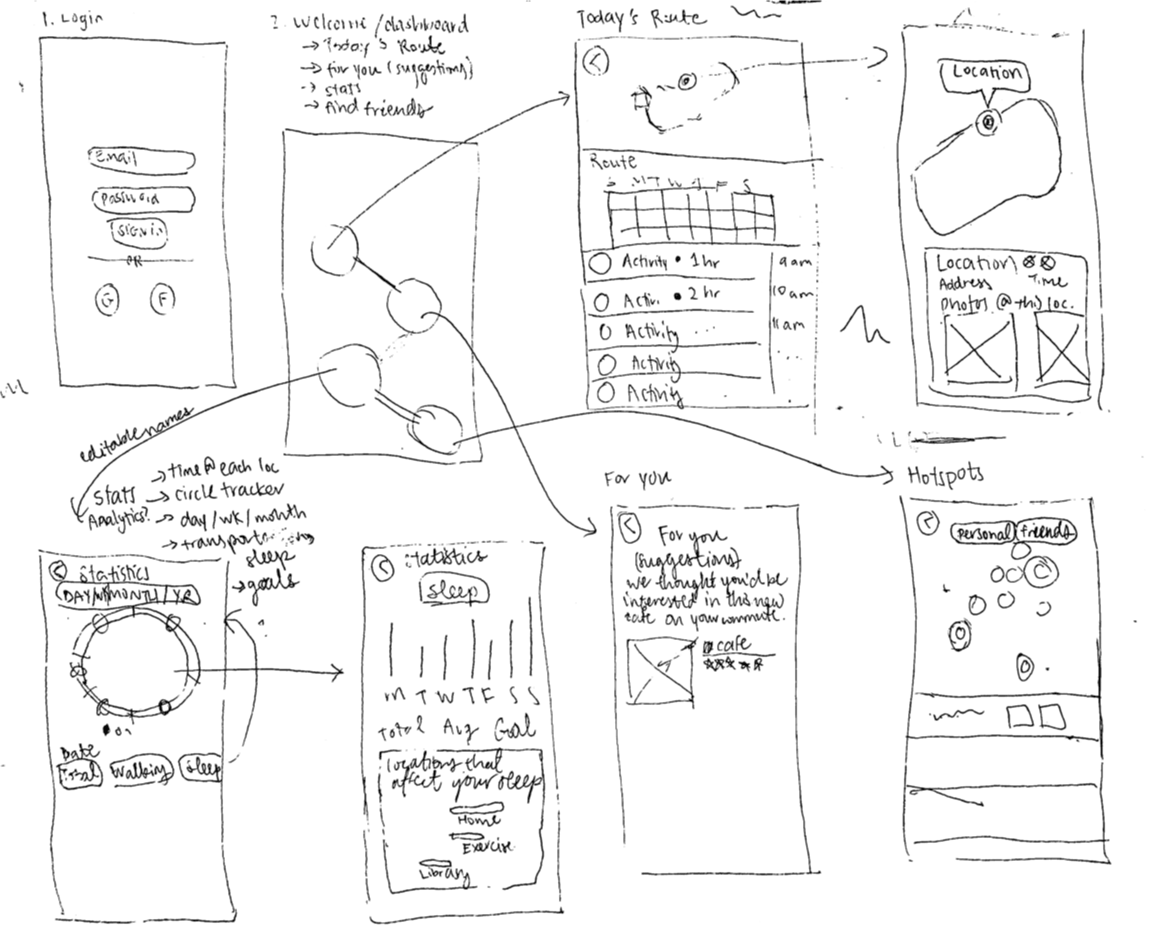 1. Login
Email
password
sign in
OR
G
F
2. Welcome/dashboard
→ Today's Route
→ for you (suggestions)
→ stats
→ find friends
Today's Route
Route
S M T W T F S
Activity • 1 hr
9 am
Activ. • 2 hr
10 am
Activity ...
11 am
Activity
...
Activity
Location
Location
Address Time
photos @ this loc.
editable names
Stats
Analytics?
→ time @ each loc
→ circle tracker
→ day/wk/month
→ transport
sleep
→ goals
Statistics
DAY/W/MONTH/YR
Date
Total
walking
sleep
statistics
sleep
M T W T F S S
Total Avg Goal
locations that
affect your sleep
Home
Exercise
Library
For you
For you
(suggestions)
we thought you'd be
interested in this new
cafe on your commute.
cafe
Hotspots
personal
friends